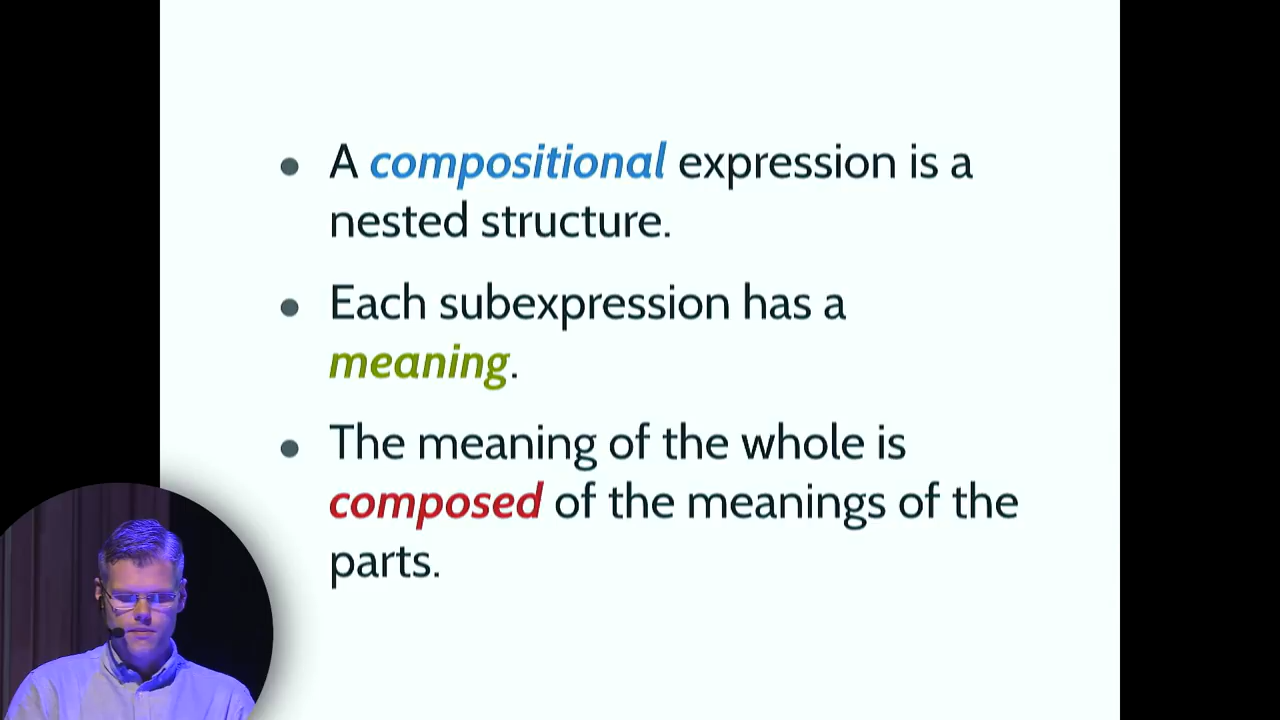 A compositional expression is a
nested structure.
Each subexpression has a
meaning.
The meaning of the whole is
composed of the meanings of the
parts.